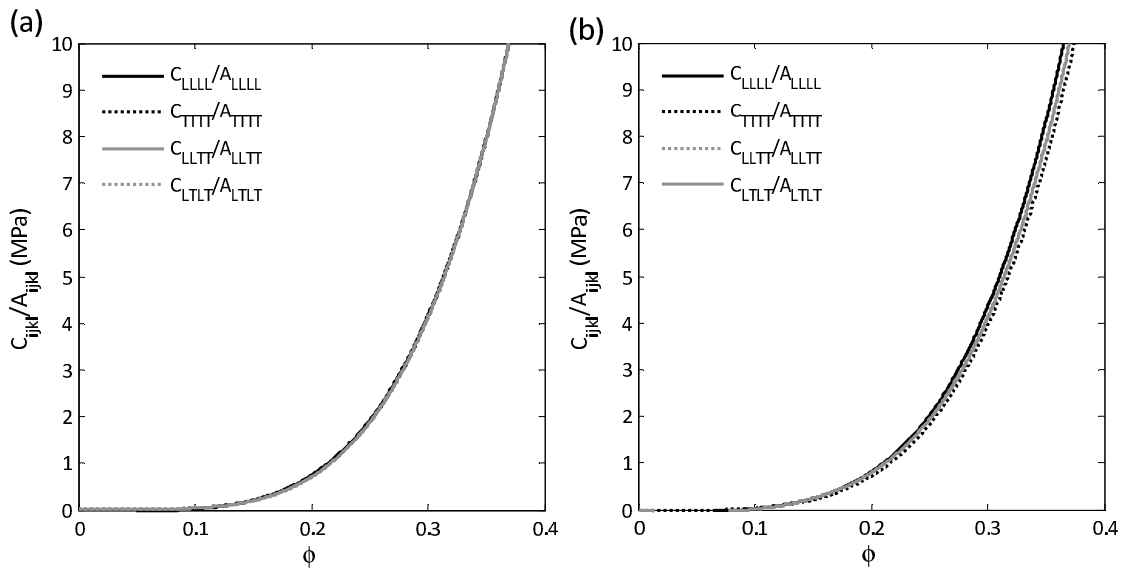 (a)
C_ijkl/A_ijkl (MPa)
10
9
8
7
6
5
4
3
2
1
0
C_LLLL/A_LLLL
C_TTTT/A_TTTT
C_LLTT/A_LLTT
C_LTLT/A_LTLT
0
0.1
0.2
0.3
0.4
ϕ
(b)
C_ijkl/A_ijkl (MPa)
10
9
8
7
6
5
4
3
2
1
0
C_LLLL/A_LLLL
C_TTTT/A_TTTT
C_LLTT/A_LLTT
C_LTLT/A_LTLT
0
0.1
0.2
0.3
0.4
ϕ